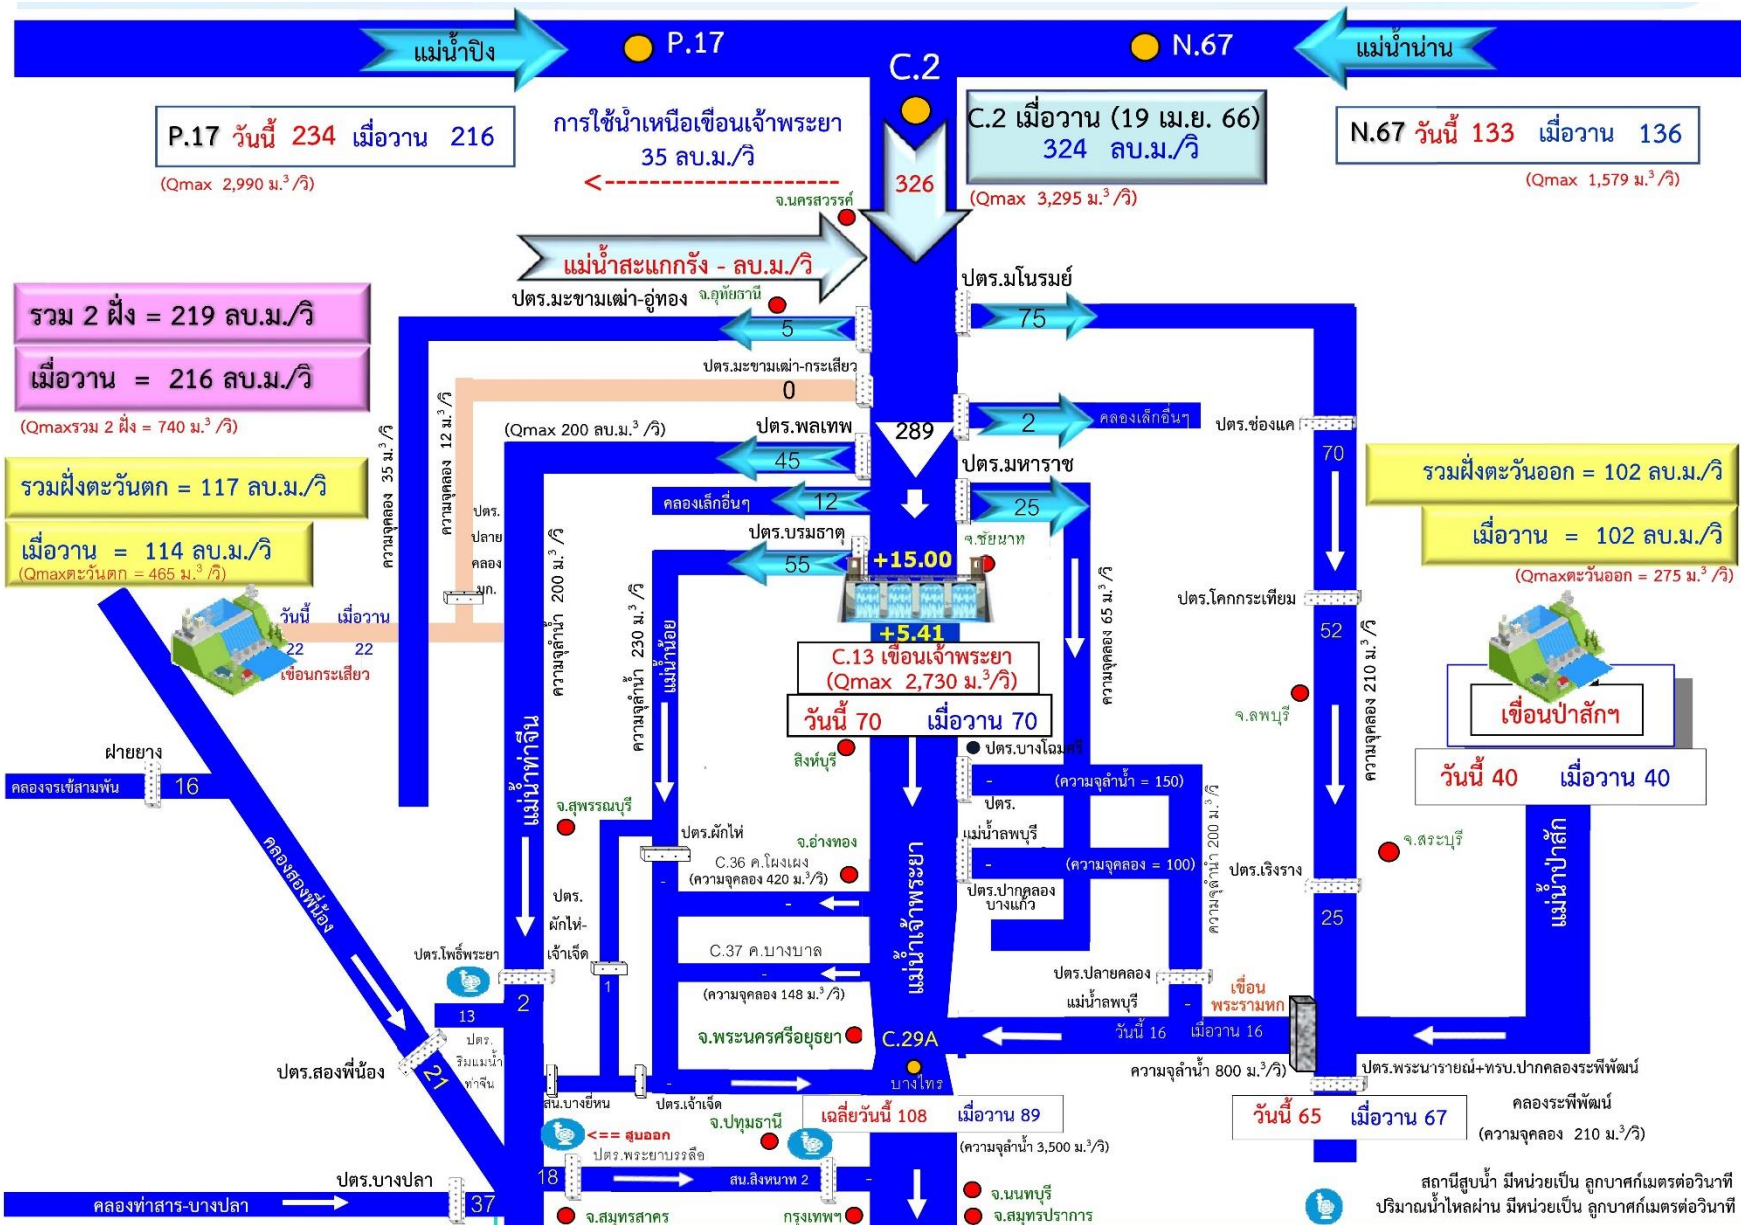 แม่น้ำปิง
P.17
C.2
N.67
แม่น้ำน่าน
P.17 วันนี้ 234 เมื่อวาน 216
(Qmax 2,990 ม.³/วิ)
การใช้น้ำเหนือเขื่อนเจ้าพระยา
35 ลบ.ม./วิ
326
C.2 เมื่อวาน (19 เม.ย. 66)
324 ลบ.ม./วิ
(Qmax 3,295 ม.³/วิ)
N.67 วันนี้ 133 เมื่อวาน 136
(Qmax 1,579 ม.³/วิ)
จ.นครสวรรค์
แม่น้ำสะแกกรัง - ลบ.ม./วิ
ปตร.มะขามเฒ่า-อู่ทอง
จ.อุทัยธานี
5
ปตร.มโนรมย์
75
รวม 2 ฝั่ง = 219 ลบ.ม./วิ
เมื่อวาน = 216 ลบ.ม./วิ
(Qmaxรวม 2 ฝั่ง = 740 ม.³/วิ)
ปตร.มะขามเฒ่า-กระเสียว
0
ความจุคลอง 35 ม.³/วิ
ความจุคลอง 12 ม.³/วิ
(Qmax 200 ลบ.ม.³/วิ)
ปตร.พลเทพ
45
289
2
คลองเล็กอื่นๆ
ปตร.ช่องแค
70
รวมฝั่งตะวันตก = 117 ลบ.ม./วิ
เมื่อวาน = 114 ลบ.ม./วิ
(Qmaxตะวันตก = 465 ม.³/วิ)
คลองเล็กอื่นๆ
12
ปตร.มหาราช
25
รวมฝั่งตะวันออก = 102 ลบ.ม./วิ
เมื่อวาน = 102 ลบ.ม./วิ
(Qmaxตะวันออก = 275 ม.³/วิ)
ปตร.
ปลาย
คลอง
มก.
ปตร.บรมธาตุ
55
+15.00
+5.41
จ.ชัยนาท
ความจุลำน้ำ 200 ม.³/วิ
ความจุลำน้ำ 230 ม.³/วิ
แม่น้ำน้อย
ความจุคลอง 65 ม.³/วิ
ปตร.โคกกระเทียม
52
ความจุคลอง 210 ม.³/วิ
วันนี้ เมื่อวาน
22 22
เขื่อนกระเสียว
C.13 เขื่อนเจ้าพระยา
(Qmax 2,730 ม.³/วิ)
วันนี้ 70 เมื่อวาน 70
จ.ลพบุรี
เขื่อนป่าสักฯ
วันนี้ 40 เมื่อวาน 40
ฝายยาง
คลองจรเข้สามพัน
16
แม่น้ำท่าจีน
สิงห์บุรี
ปตร.บางโฉมศรี
-
(ความจุลำน้ำ = 150)
ปตร.
แม่น้ำลพบุรี
-
(ความจุคลอง = 100)
ปตร.ปากคลอง
บางแก้ว
ความจุลำน้ำ 200 ม.³/วิ
จ.สุพรรณบุรี
ปตร.ผักไห่
-
จ.อ่างทอง
C.36 ค.โผงเผง
(ความจุคลอง 420 ม.³/วิ)
-
แม่น้ำเจ้าพระยา
ปตร.เริงราง
25
จ.สระบุรี
แม่น้ำป่าสัก
คลองสองพี่น้อง
ปตร.
ผักไห่-
เจ้าเจ็ด
1
C.37 ค.บางบาล
-
(ความจุคลอง 148 ม.³/วิ)
ปตร.โพธิ์พระยา
2
13
ปตร.
ริมแม่น้ำ
ท่าจีน
ปตร.ปลายคลอง
แม่น้ำลพบุรี
-
เขื่อน
พระรามหก
วันนี้ 16 เมื่อวาน 16
ความจุลำน้ำ 800 ม.³/วิ)
จ.พระนครศรีอยุธยา
C.29A
บางไทร
ปตร.สองพี่น้อง
21
ปตร.พระนารายณ์+ทรบ.ปากคลองระพีพัฒน์
สน.บางยี่หน
ปตร.เจ้าเจ็ด
-
เฉลี่ยวันนี้ 108 เมื่อวาน 89
(ความจุลำน้ำ 3,500 ม.³/วิ)
วันนี้ 65 เมื่อวาน 67
คลองระพีพัฒน์
(ความจุคลอง 210 ม.³/วิ)
<== สูบออก
จ.ปทุมธานี
ปตร.พระยาบรรลือ
18
สน.สิงหนาท 2
-
ปตร.บางปลา
คลองท่าสาร-บางปลา
37
จ.สมุทรสาคร
กรุงเทพฯ
จ.นนทบุรี
จ.สมุทรปราการ
สถานีสูบน้ำ มีหน่วยเป็น ลูกบาศก์เมตรต่อวินาที
ปริมาณน้ำไหลผ่าน มีหน่วยเป็น ลูกบาศก์เมตรต่อวินาที